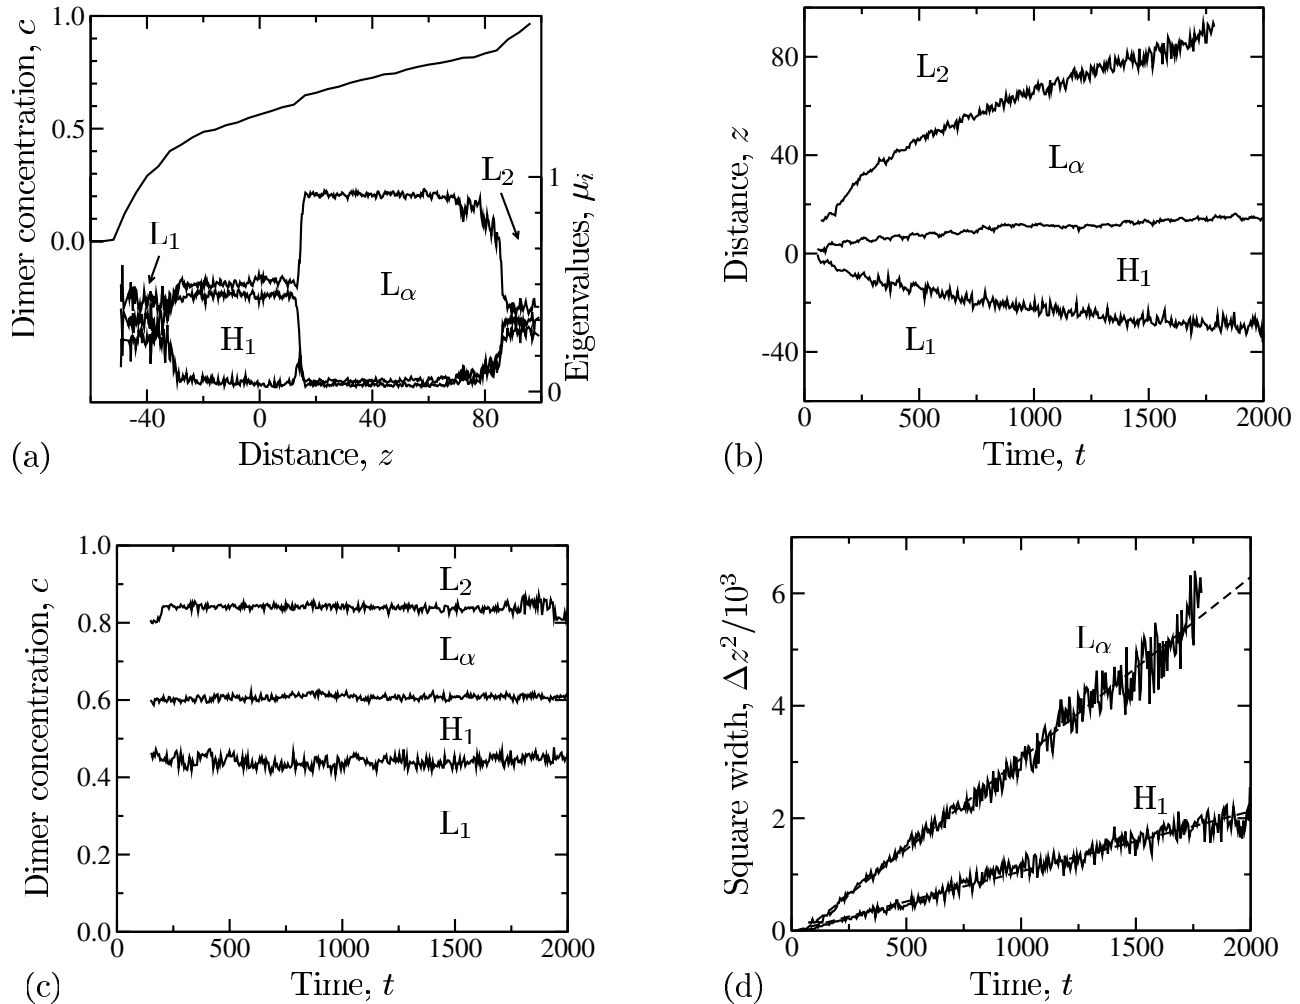 Dimer concentration, c
1.0
0.5
0.0
L₁
H₁
Lα
L₂
1
0
Eigenvalues, μᵢ
-40 0 40 80
Distance, z
(a)
Distance, z
80
40
0
-40
L₂
Lα
H₁
L₁
0 500 1000 1500 2000
Time, t
(b)
Dimer concentration, c
1.0
0.8
0.6
0.4
0.2
0.0
L₂
Lα
H₁
L₁
0 500 1000 1500 2000
Time, t
(c)
Square width, Δz²/10³
6
4
2
0
Lα
H₁
0 500 1000 1500 2000
Time, t
(d)